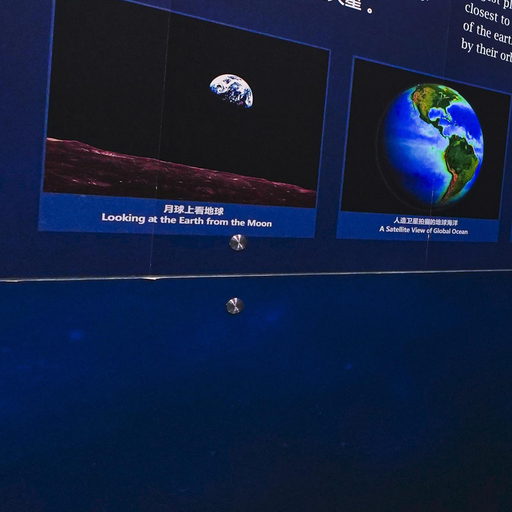 星。
closest to
of the eart
by their or
月球上看地球
Looking at the Earth from the Moon
人造卫星拍摄的地球海洋
A Satellite View of Global Ocean